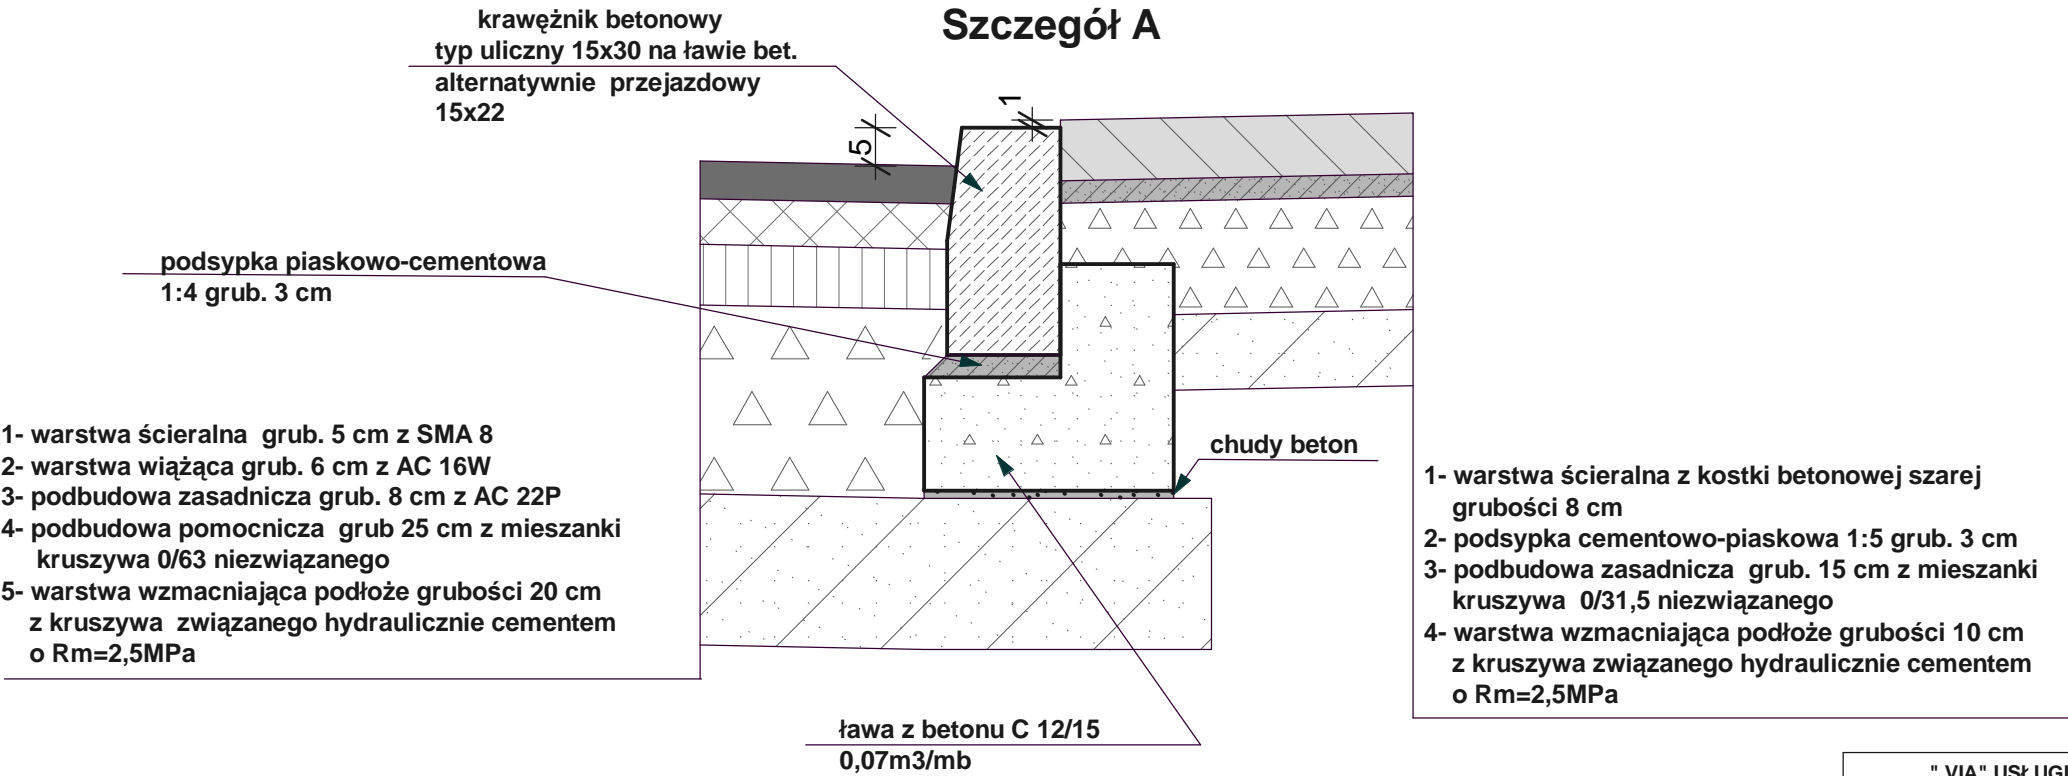 Szczegół A
krawężnik betonowy
typ uliczny 15x30 na ławie bet.
alternatywnie przejazdowy
15x22
1
5
podsypka piaskowo-cementowa
1:4 grub. 3 cm
1- warstwa ścieralna grub. 5 cm z SMA 8
2- warstwa wiążąca grub. 6 cm z AC 16W
3- podbudowa zasadnicza grub. 8 cm z AC 22P
4- podbudowa pomocnicza grub 25 cm z mieszanki
kruszywa 0/63 niezwiązanego
5- warstwa wzmacniająca podłoże grubości 20 cm
z kruszywa związanego hydraulicznie cementem
o Rm=2,5MPa
chudy beton
1- warstwa ścieralna z kostki betonowej szarej
grubości 8 cm
2- podsypka cementowo-piaskowa 1:5 grub. 3 cm
3- podbudowa zasadnicza grub. 15 cm z mieszanki
kruszywa 0/31,5 niezwiązanego
4- warstwa wzmacniająca podłoże grubości 10 cm
z kruszywa związanego hydraulicznie cementem
o Rm=2,5MPa
ława z betonu C 12/15
0,07m3/mb
" VIA" USŁUGI